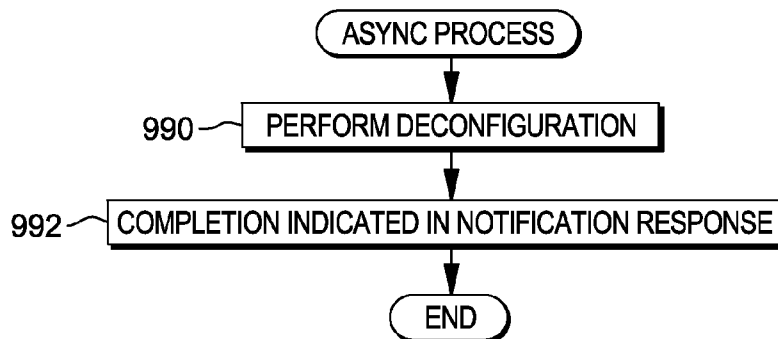 ASYNC PROCESS
990 PERFORM DECONFIGURATION
992 COMPLETION INDICATED IN NOTIFICATION RESPONSE
END